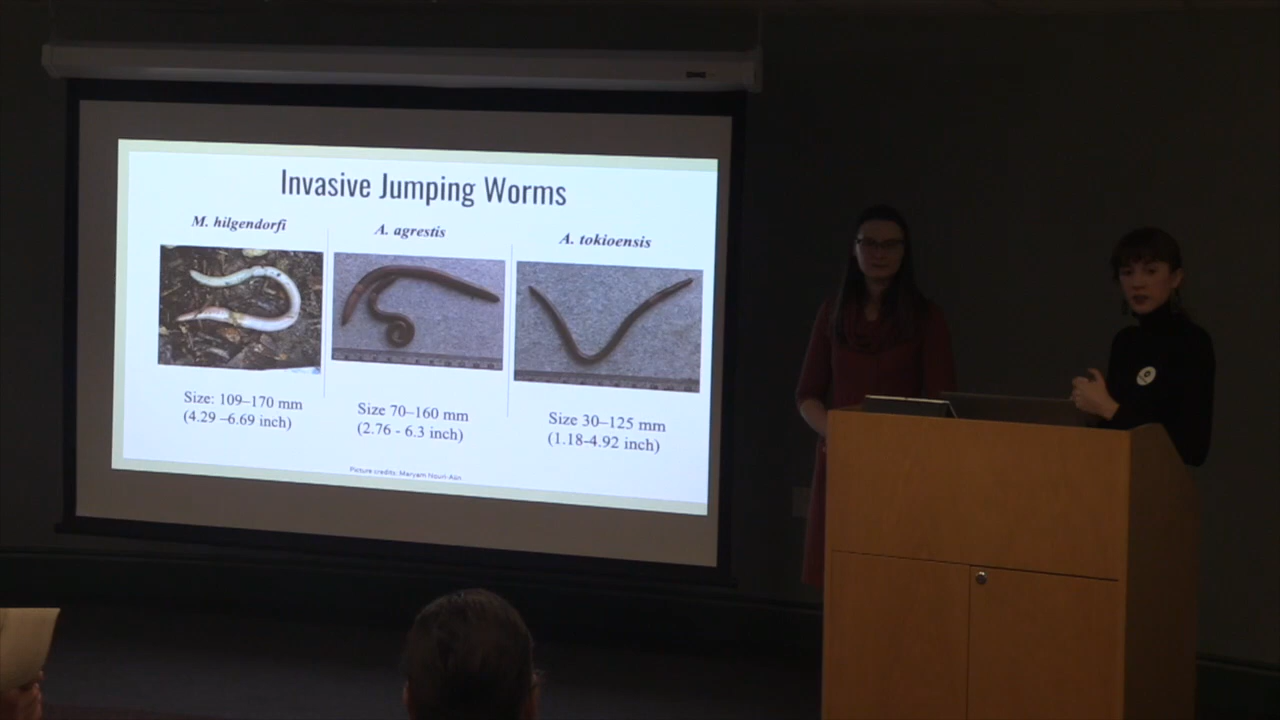 Invasive Jumping Worms
M. hilgendorfi
A. agrestis
A. tokioensis
Size: 109–170 mm
(4.29 –6.69 inch)
Size 70–160 mm
(2.76 - 6.3 inch)
Size 30–125 mm
(1.18-4.92 inch)
Picture credits: Maryam Nouri-Aiin